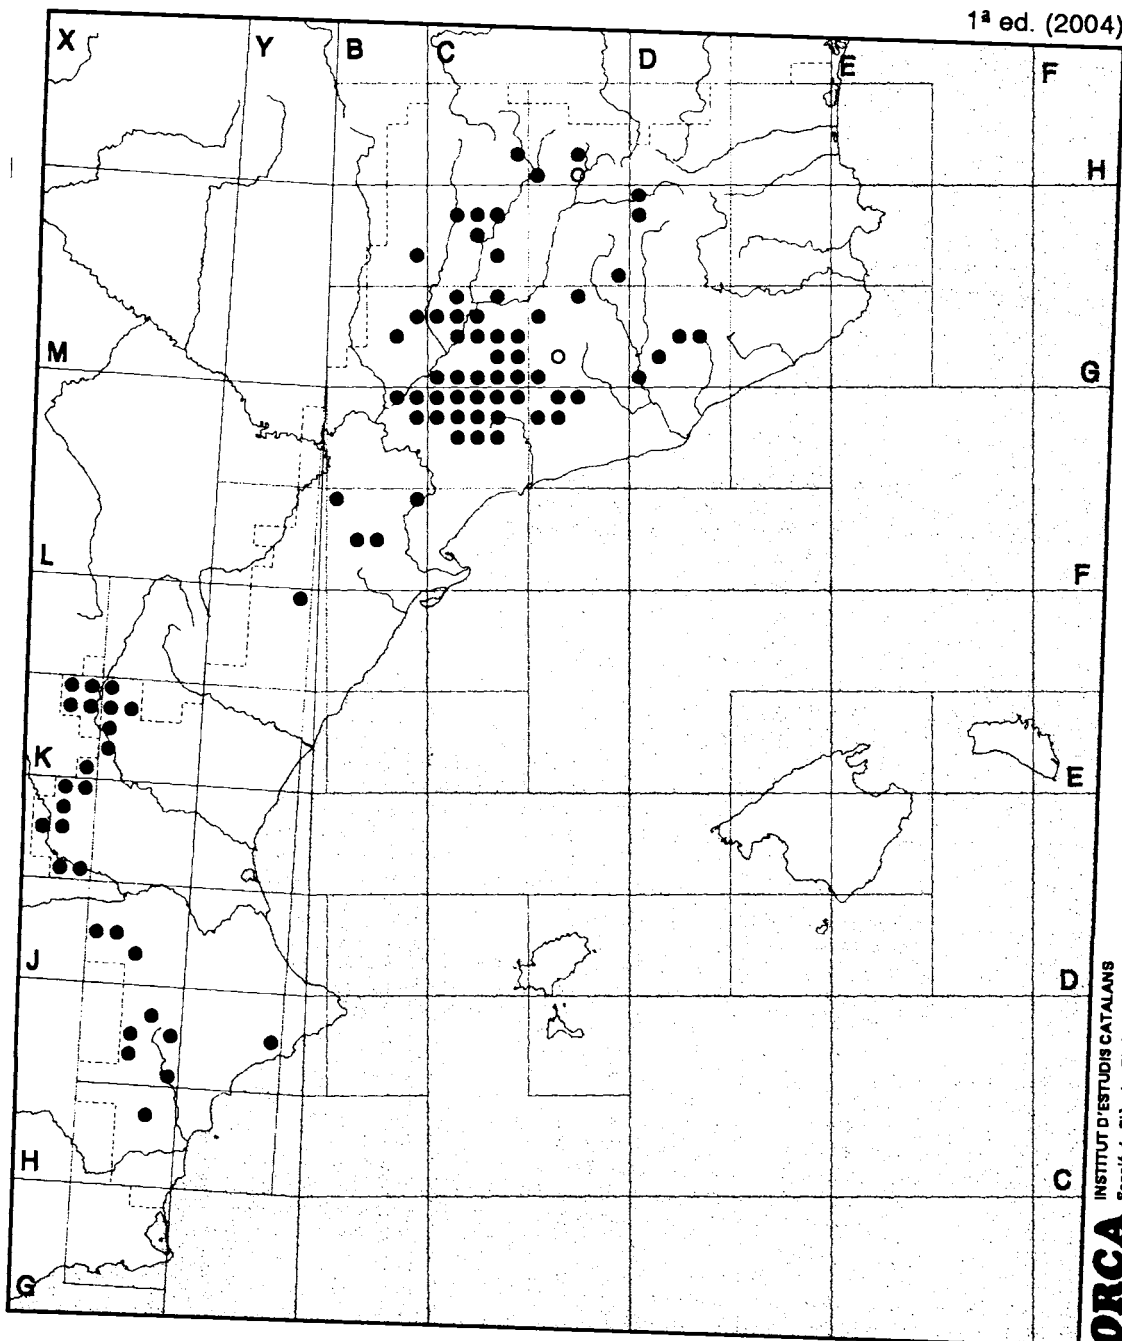 1ª ed. (2004)
X Y B C D E F
H
M G
L F
K E
J D
H C
G
ORCA
INSTITUT D'ESTUDIS CATALANS